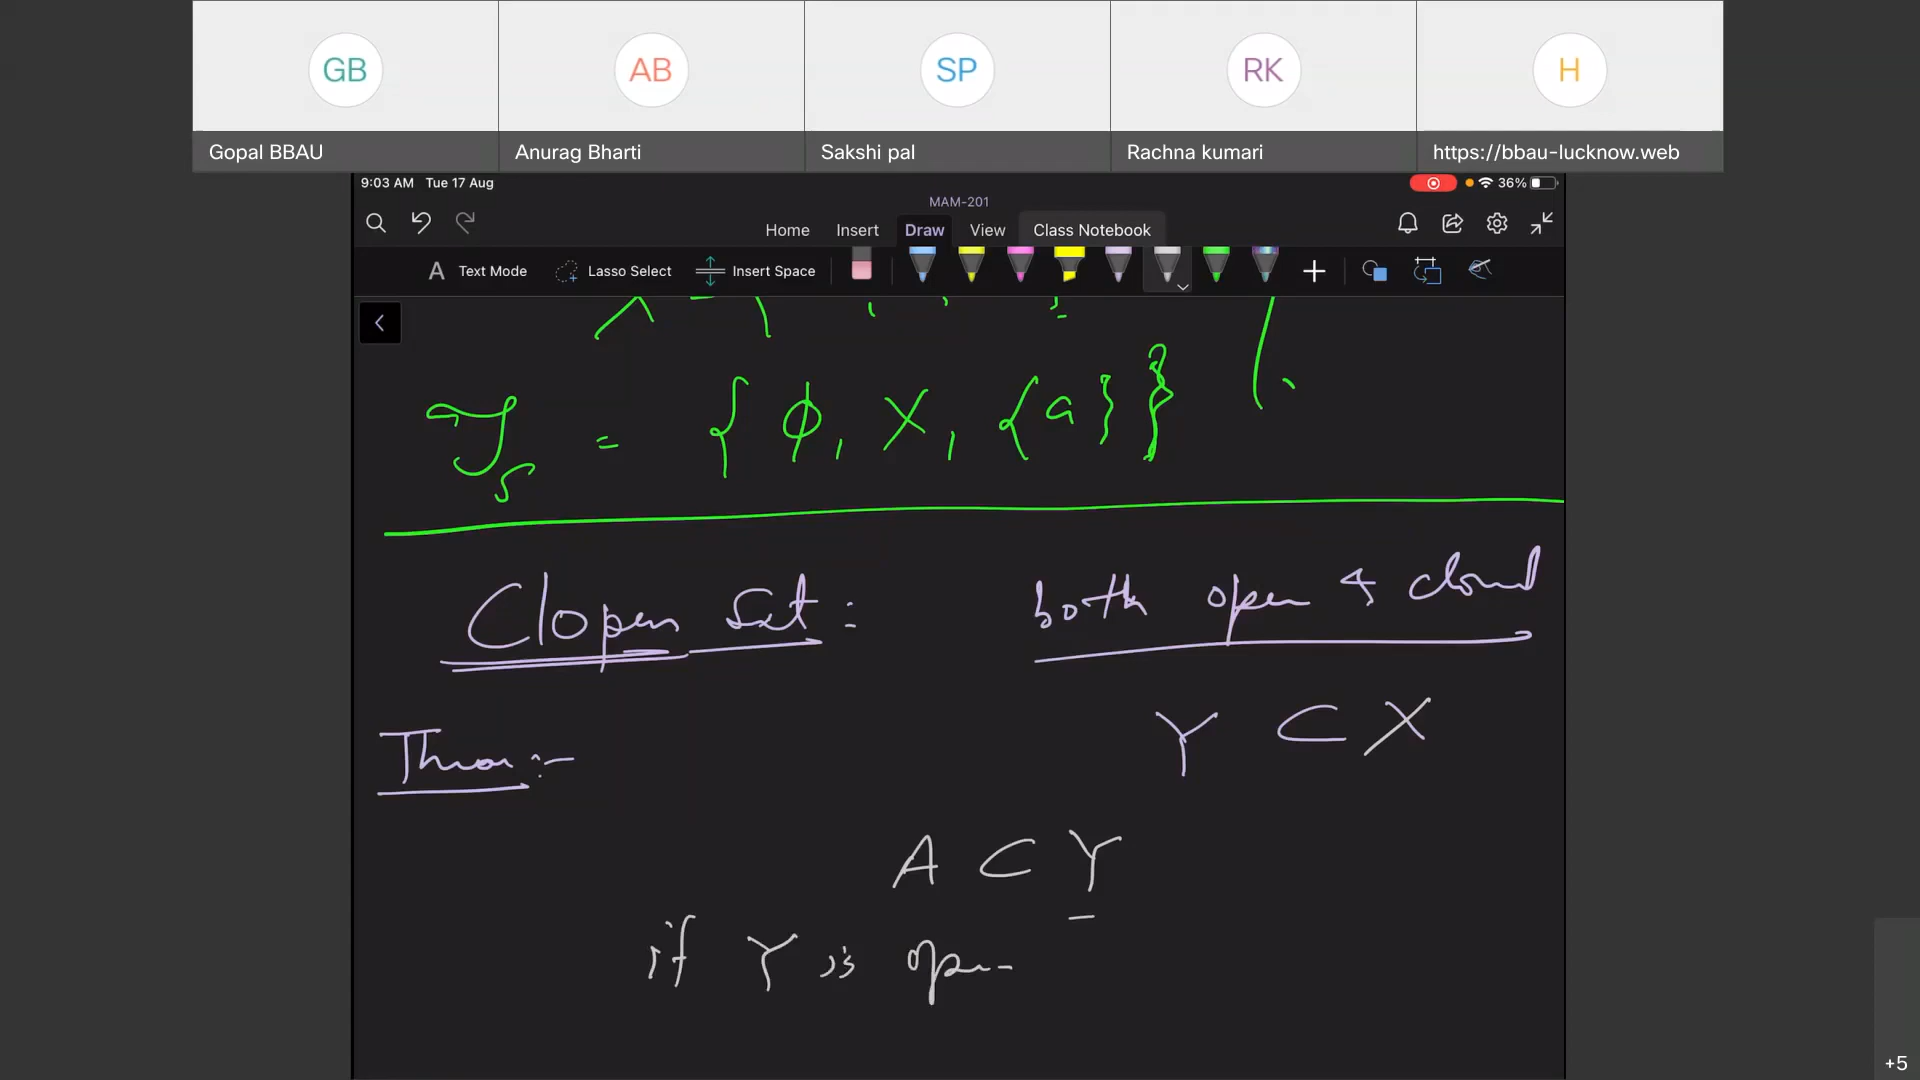 GB AB SP RK H
Gopal BBAU Anurag Bharti Sakshi pal Rachna kumari https://bbau-lucknow.web
9:03 AM Tue 17 Aug 36%
MAM-201
Home Insert Draw View Class Notebook
A Text Mode Lasso Select Insert Space
𝒯s = { ϕ, X, {a} }
Clopen Set : both open & closed
Y ⊂ X
Thm :-
A ⊂ Y
if Y is open
+5